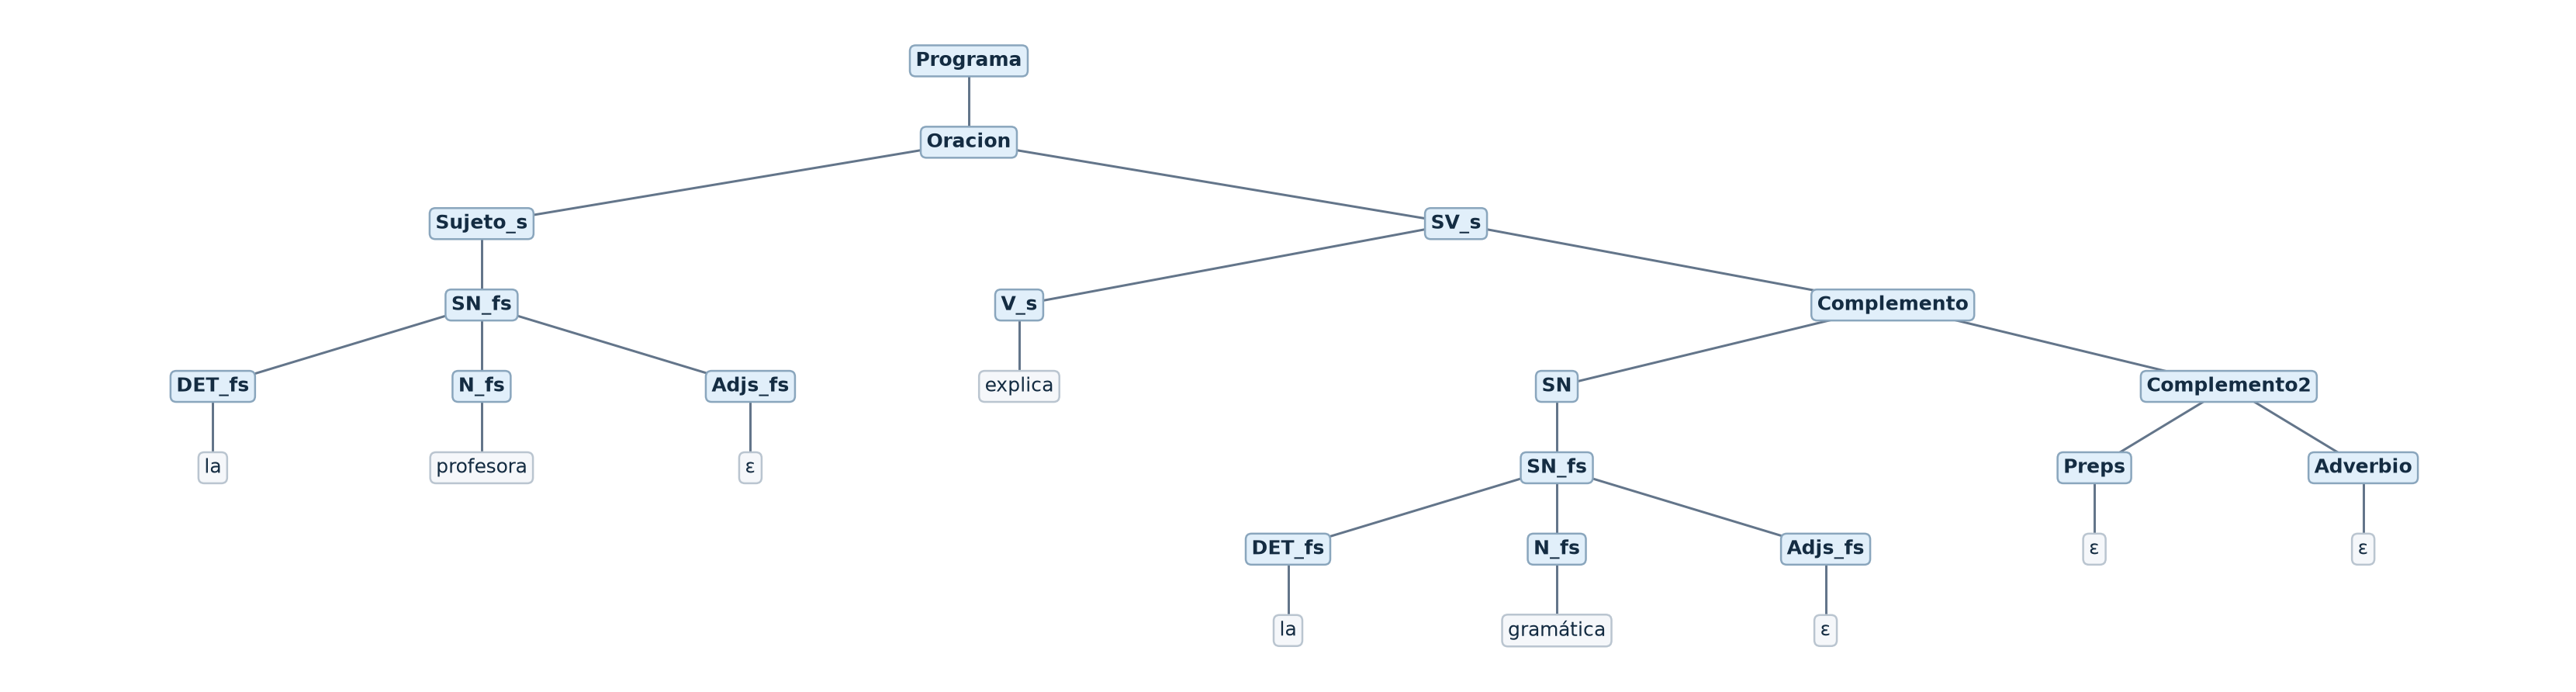 Programa
Oracion
Sujeto_s SV_s
SN_fs V_s Complemento
DET_fs N_fs Adjs_fs explica SN Complemento2
la profesora ε SN_fs Preps Adverbio
DET_fs N_fs Adjs_fs ε ε
la gramática ε